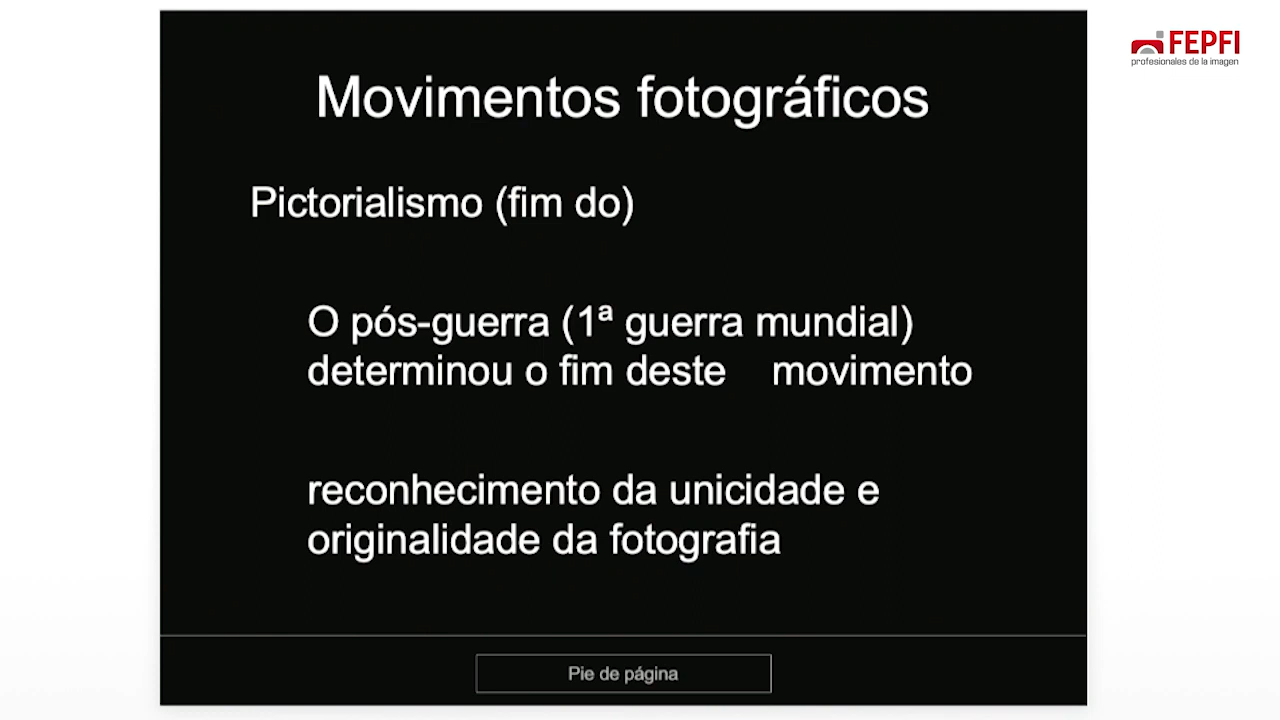 FEPFI
profesionales de la imagen
Movimentos fotográficos
Pictorialismo (fim do)
O pós-guerra (1ª guerra mundial)
determinou o fim deste movimento
reconhecimento da unicidade e
originalidade da fotografia
Pie de página